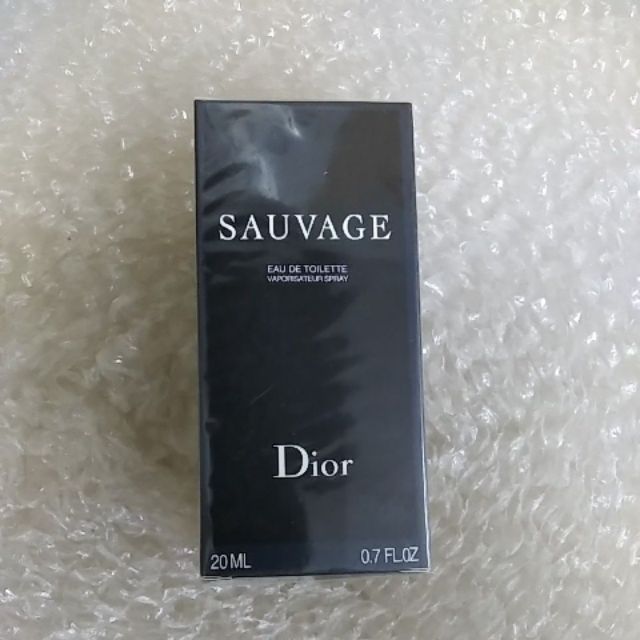 SAUVAGE
EAU DE TOILETTE
VAPORISATEUR SPRAY
Dior
20 ML 0.7 FL.OZ